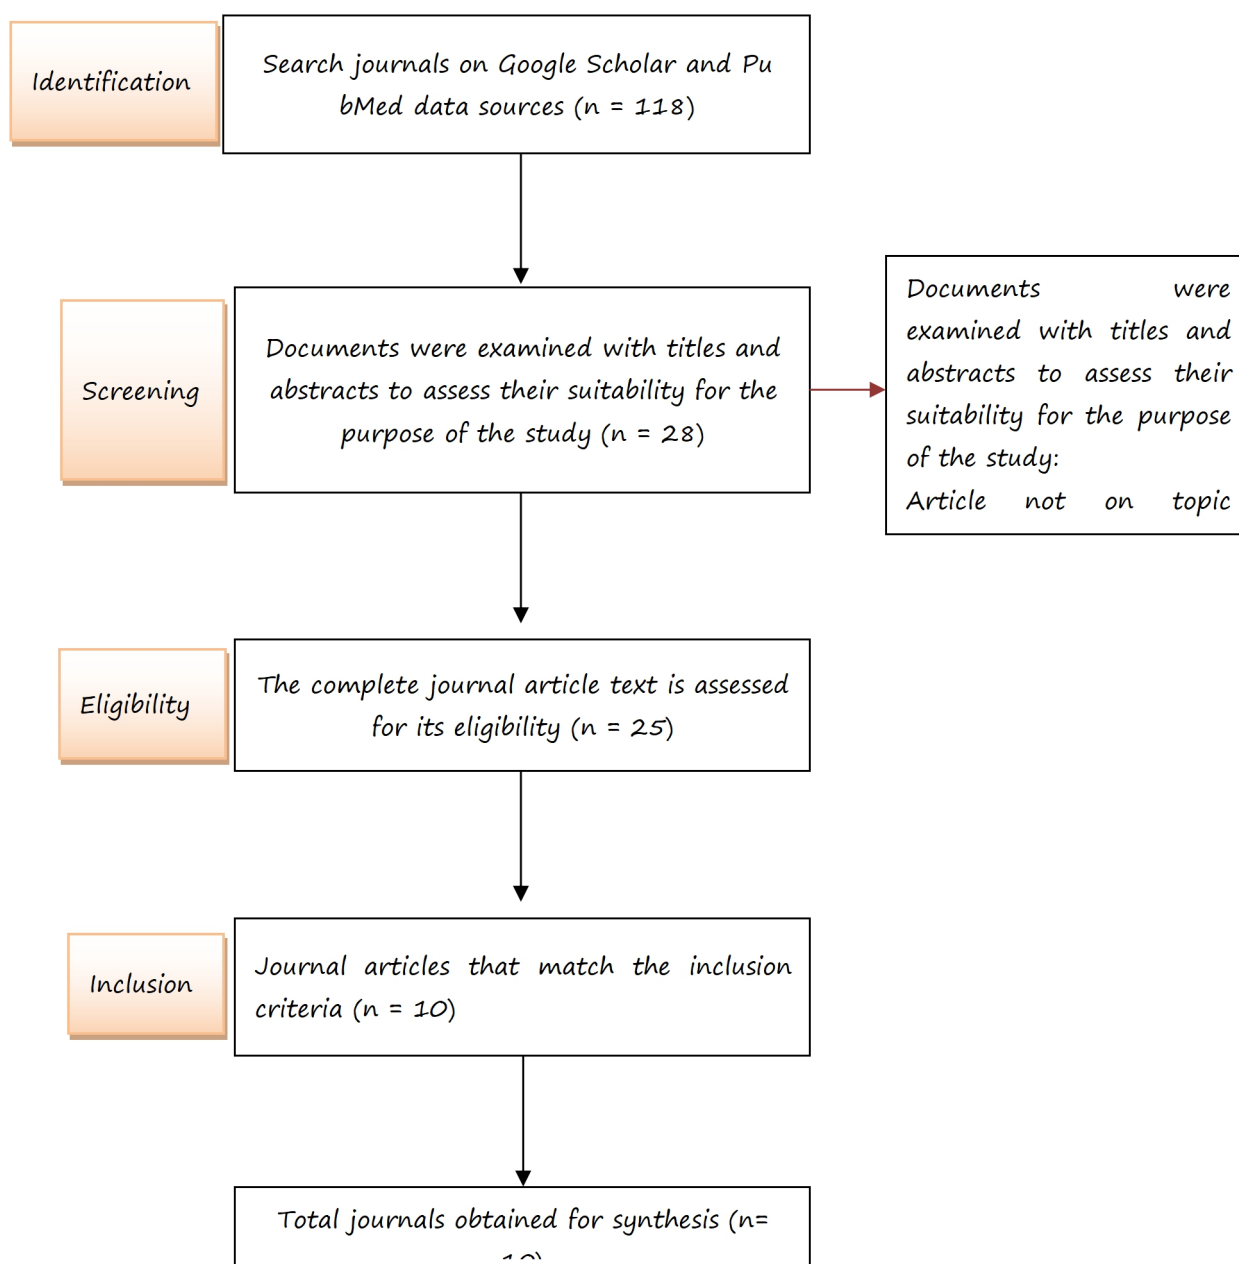 Identification
Search journals on Google Scholar and Pu
bMed data sources (n = 118)
Screening
Documents were examined with titles and
abstracts to assess their suitability for the
purpose of the study (n = 28)
Documents were
examined with titles and
abstracts to assess their
suitability for the purpose
of the study:
Article not on topic
Eligibility
The complete journal article text is assessed
for its eligibility (n = 25)
Inclusion
Journal articles that match the inclusion
criteria (n = 10)
Total journals obtained for synthesis (n=